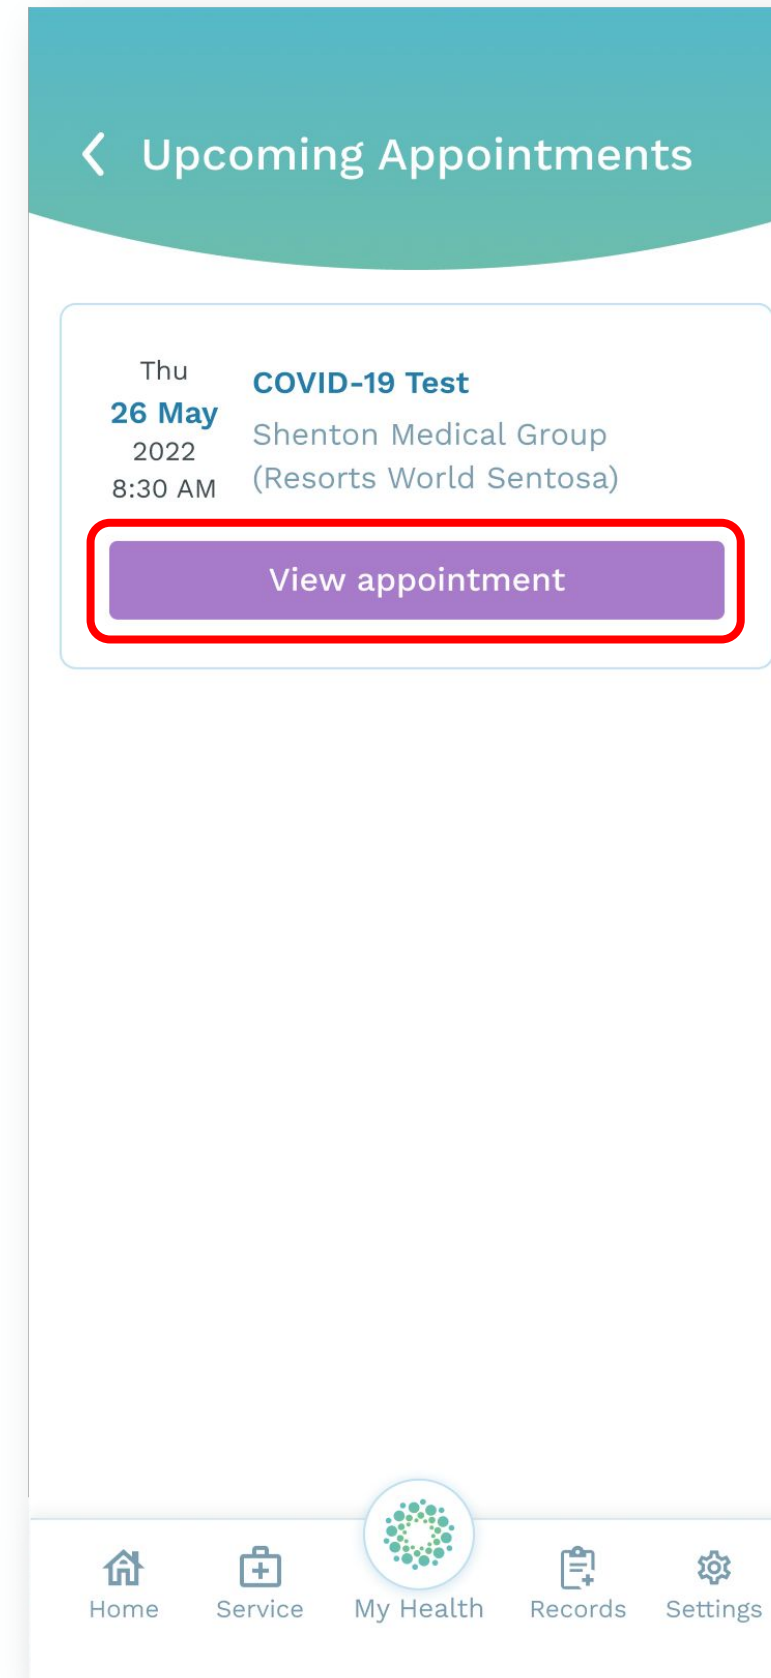 Upcoming Appointments
Thu
26 May
2022
8:30 AM
COVID-19 Test
Shenton Medical Group
(Resorts World Sentosa)
View appointment
Home
Service
My Health
Records
Settings